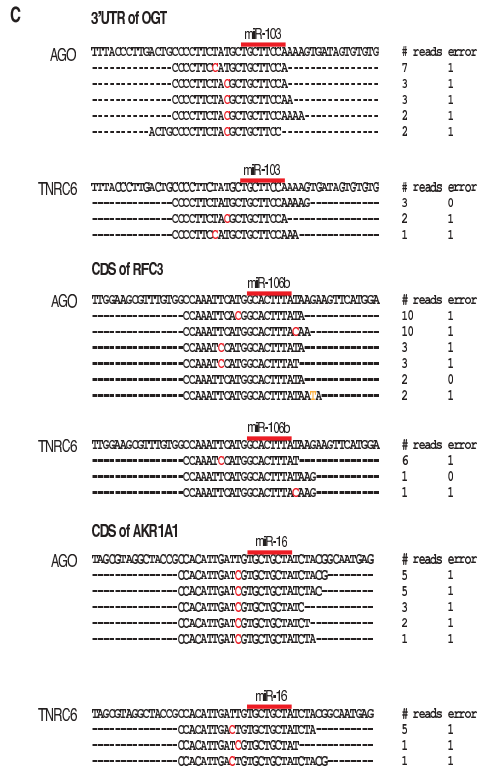 C
3'UTR of OGT
miR-103
AGO TTTACCCTTGACTGCCCCTTCTATGCTGCTTCCAAAAGTGATAGTGTGTG # reads error
--------------CCCCTTCCATGCTGCTTCCA---------------- 7 1
--------------CCCCTTCTACGCTGCTTCCA---------------- 3 1
--------------CCCCTTCTACGCTGCTTCCAA--------------- 3 1
--------------CCCCTTCTACGCTGCTTCCAAAA------------- 2 1
----------ACTGCCCCTTCTACGCTGCTTCC----------------- 2 1
miR-103
TNRC6 TTTACCCTTGACTGCCCCTTCTATGCTGCTTCCAAAAGTGATAGTGTGTG # reads error
--------------CCCCTTCTATGCTGCTTCCAAAAG------------ 3 0
--------------CCCCTTCTACGCTGCTTCCA---------------- 2 1
--------------CCCCTTCCATGCTGCTTCCAAA-------------- 1 1
CDS of RFC3
miR-106b
AGO TTGGAAGCGTTTGTGGCCAAATTCATGGCACTTTATAAGAAGTTCATGGA # reads error
----------------CCAAATTCACGGCACTTTATA------------- 10 1
----------------CCAAATTCATGGCACTTTACAA------------ 10 1
----------------CCAAATCCATGGCACTTTATA------------- 3 1
----------------CCAAATCCATGGCACTTTAT-------------- 3 1
----------------CCAAATTCATGGCACTTTATA------------- 2 0
----------------CCAAATTCATGGCACTTTATAATA---------- 2 1
miR-106b
TNRC6 TTGGAAGCGTTTGTGGCCAAATTCATGGCACTTTATAAGAAGTTCATGGA # reads error
----------------CCAAATCCATGGCACTTTAT-------------- 6 1
----------------CCAAATTCATGGCACTTTATAAG----------- 1 0
----------------CCAAATTCATGGCACTTTACAAG----------- 1 1
CDS of AKR1A1
miR-16
AGO TAGCGTAGGCTACCGCCACATTGATTGTGCTGCTATCTACGGCAATGAG # reads error
---------------CCACATTGATCGTGCTGCTATCTACG-------- 5 1
---------------CCACATTGATCGTGCTGCTATCTAC--------- 5 1
---------------CCACATTGATCGTGCTGCTATC------------ 3 1
---------------CCACATTGATCGTGCTGCTATCT----------- 2 1
---------------CCACATTGATCGTGCTGCTATCTA---------- 1 1
miR-16
TNRC6 TAGCGTAGGCTACCGCCACATTGATTGTGCTGCTATCTACGGCAATGAG # reads error
---------------CCACATTGACTGTGCTGCTATCTA---------- 5 1
---------------CCACATTGATCGTGCTGCTAT------------- 1 1
---------------CCACATTGACTGTGCTGCTATCTACG-------- 1 1